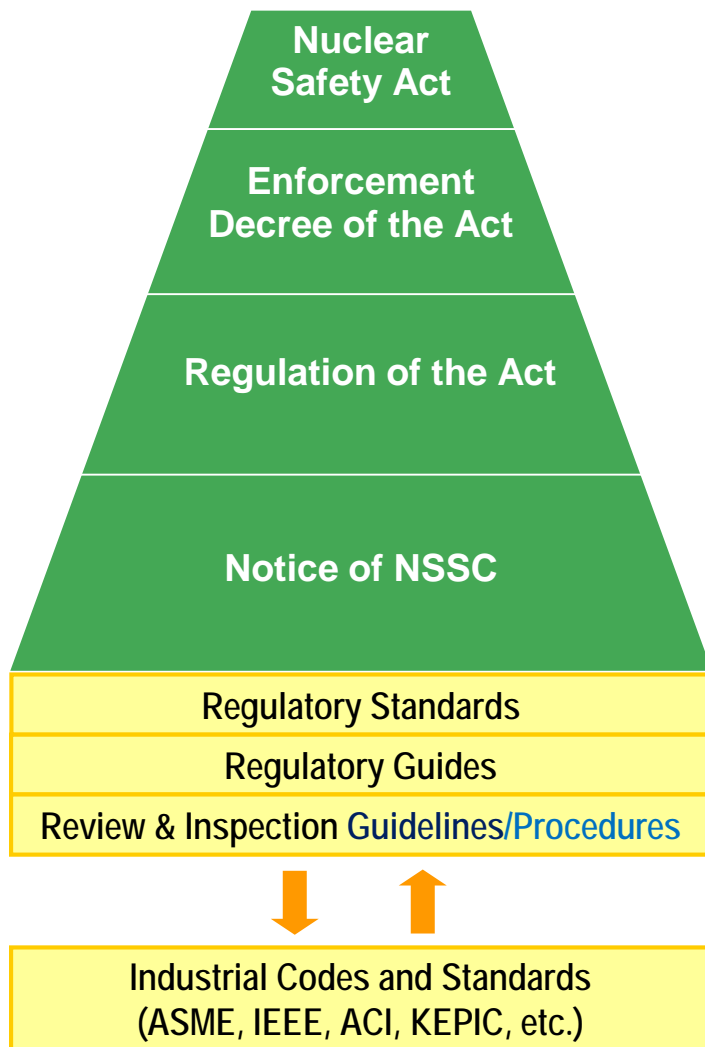 Nuclear
Safety Act
Enforcement
Decree of the Act
Regulation of the Act
Notice of NSSC
Regulatory Standards
Regulatory Guides
Review & Inspection Guidelines/Procedures
Industrial Codes and Standards
(ASME, IEEE, ACI, KEPIC, etc.)